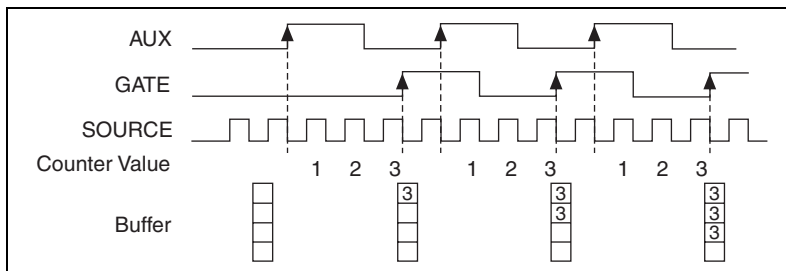 AUX
GATE
SOURCE
Counter Value 1 2 3 1 2 3 1 2 3
Buffer
3 3 3
3 3
3